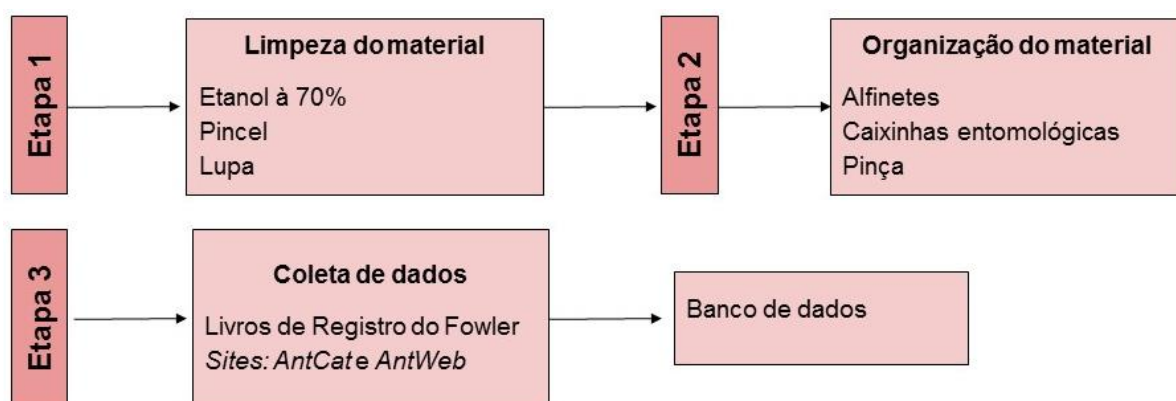 Etapa 1
Limpeza do material
Etanol à 70%
Pincel
Lupa
Etapa 2
Organização do material
Alfinetes
Caixinhas entomológicas
Pinça
Etapa 3
Coleta de dados
Livros de Registro do Fowler
Sites: AntCat e AntWeb
Banco de dados